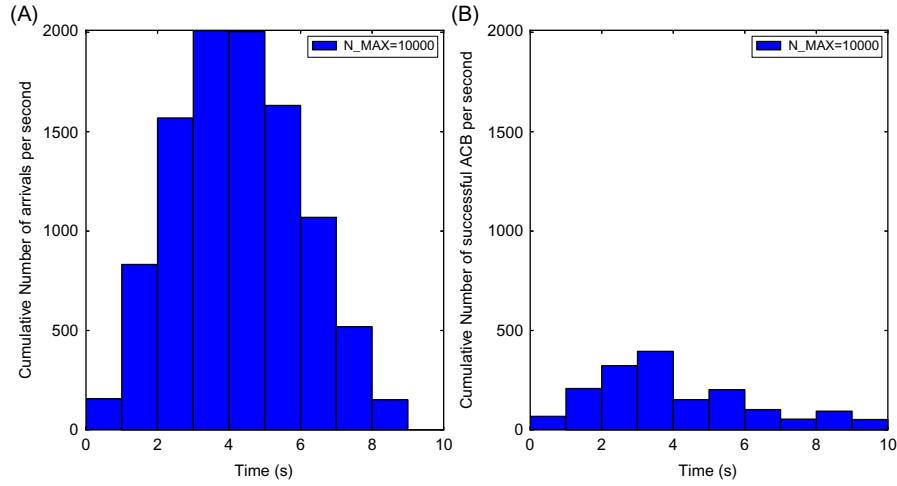 (A)
Cumulative Number of arrivals per second
2000
1500
1000
500
0
0 2 4 6 8 10
Time (s)
N_MAX=10000
(B)
Cumulative Number of successful ACB per second
2000
1500
1000
500
0
0 2 4 6 8 10
Time (s)
N_MAX=10000